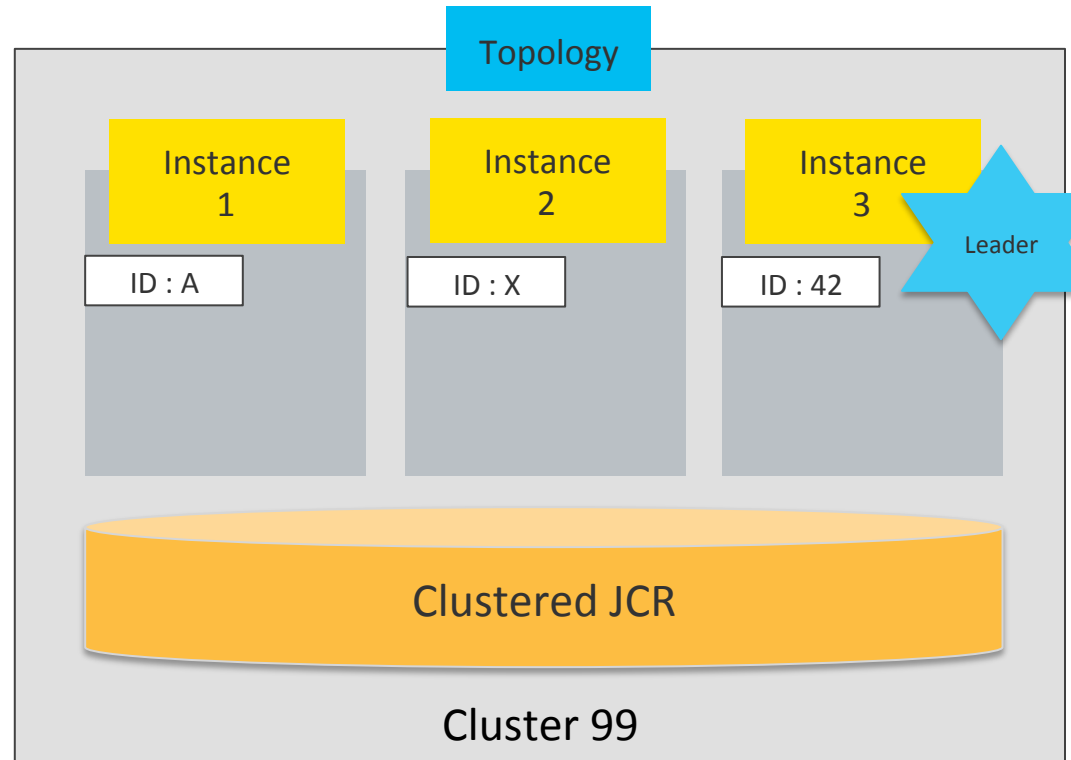 Topology
Instance
1
Instance
2
Instance
3
Leader
ID : A
ID : X
ID : 42
Clustered JCR
Cluster 99